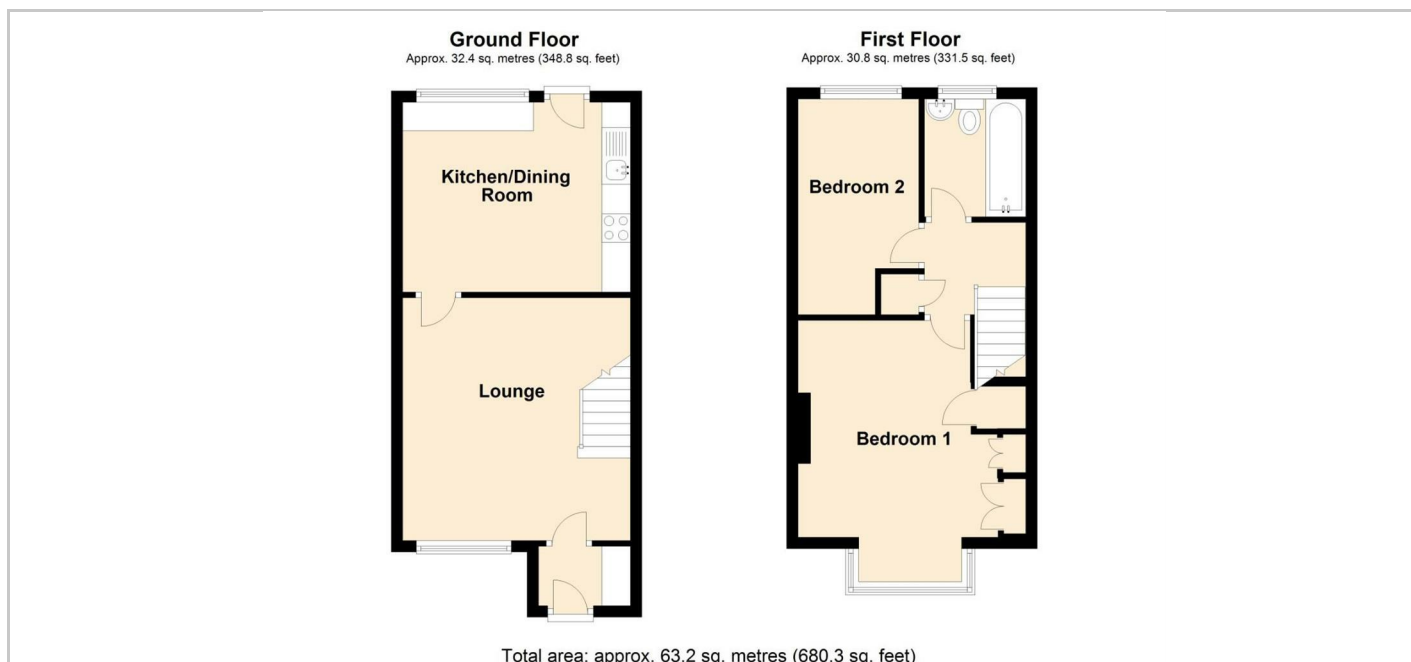 Ground Floor
Approx. 32.4 sq. metres (348.8 sq. feet)
Kitchen/Dining
Room
Lounge
First Floor
Approx. 30.8 sq. metres (331.5 sq. feet)
Bedroom 2
Bedroom 1
Total area: approx. 63.2 sq. metres (680.3 sq. feet)